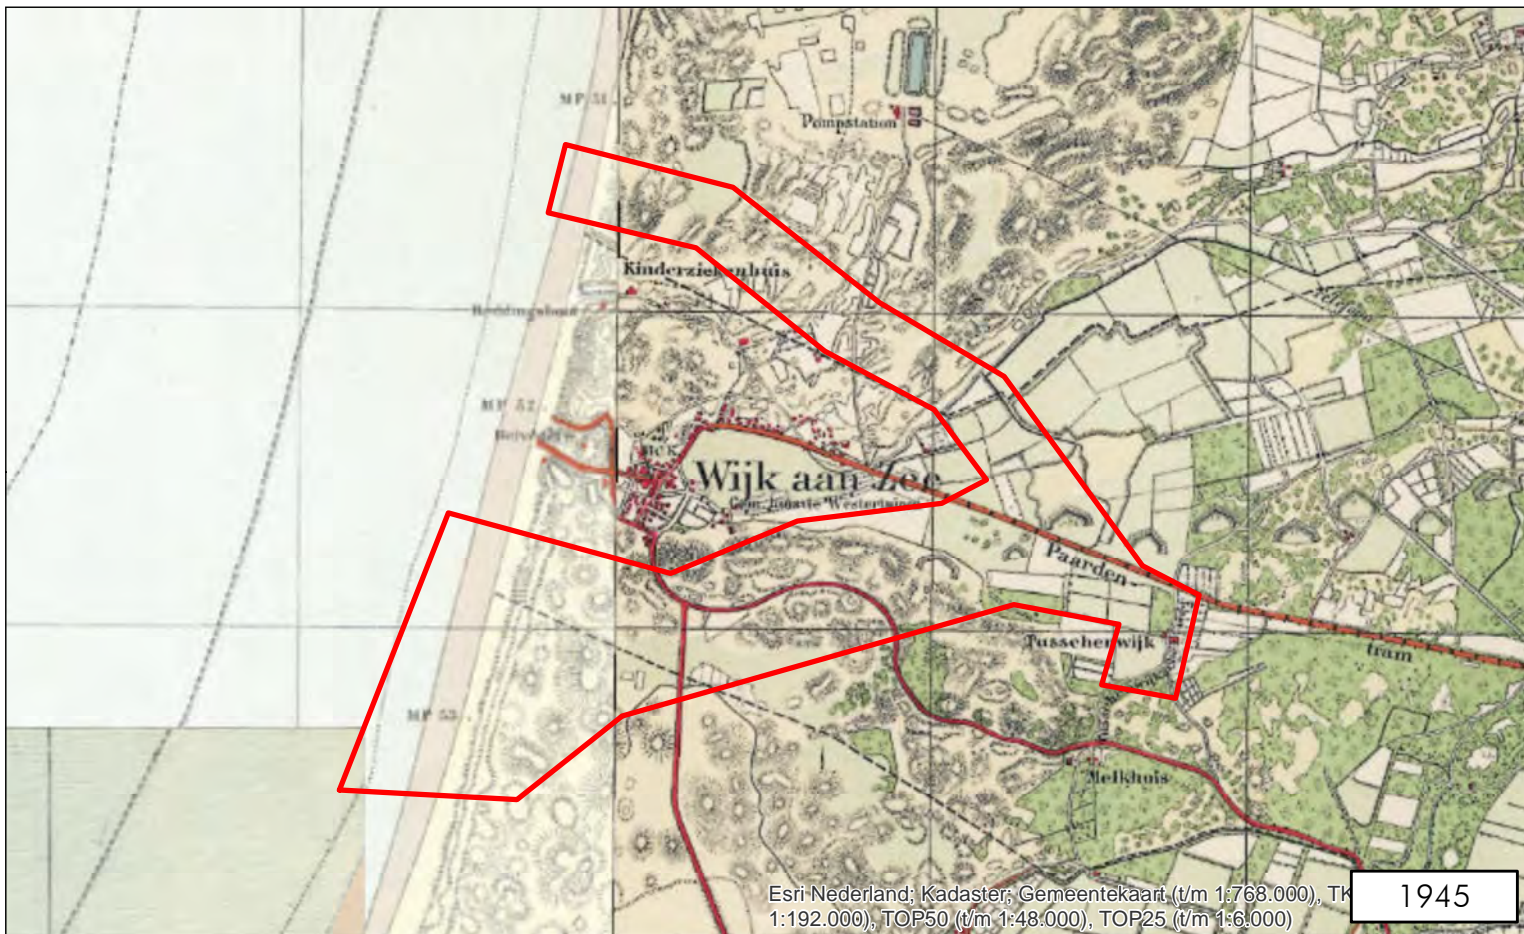 MP 51
Pompstation
Kinderziekenhuis
MP 52
Wijk aan Zee
Paarden-
Tusschenwijk
tram
MP 53
Melkhuis
Esri Nederland; Kadaster; Gemeentekaart (t/m 1:768.000), TK
1:192.000), TOP50 (t/m 1:48.000), TOP25 (t/m 1:6.000)
1945